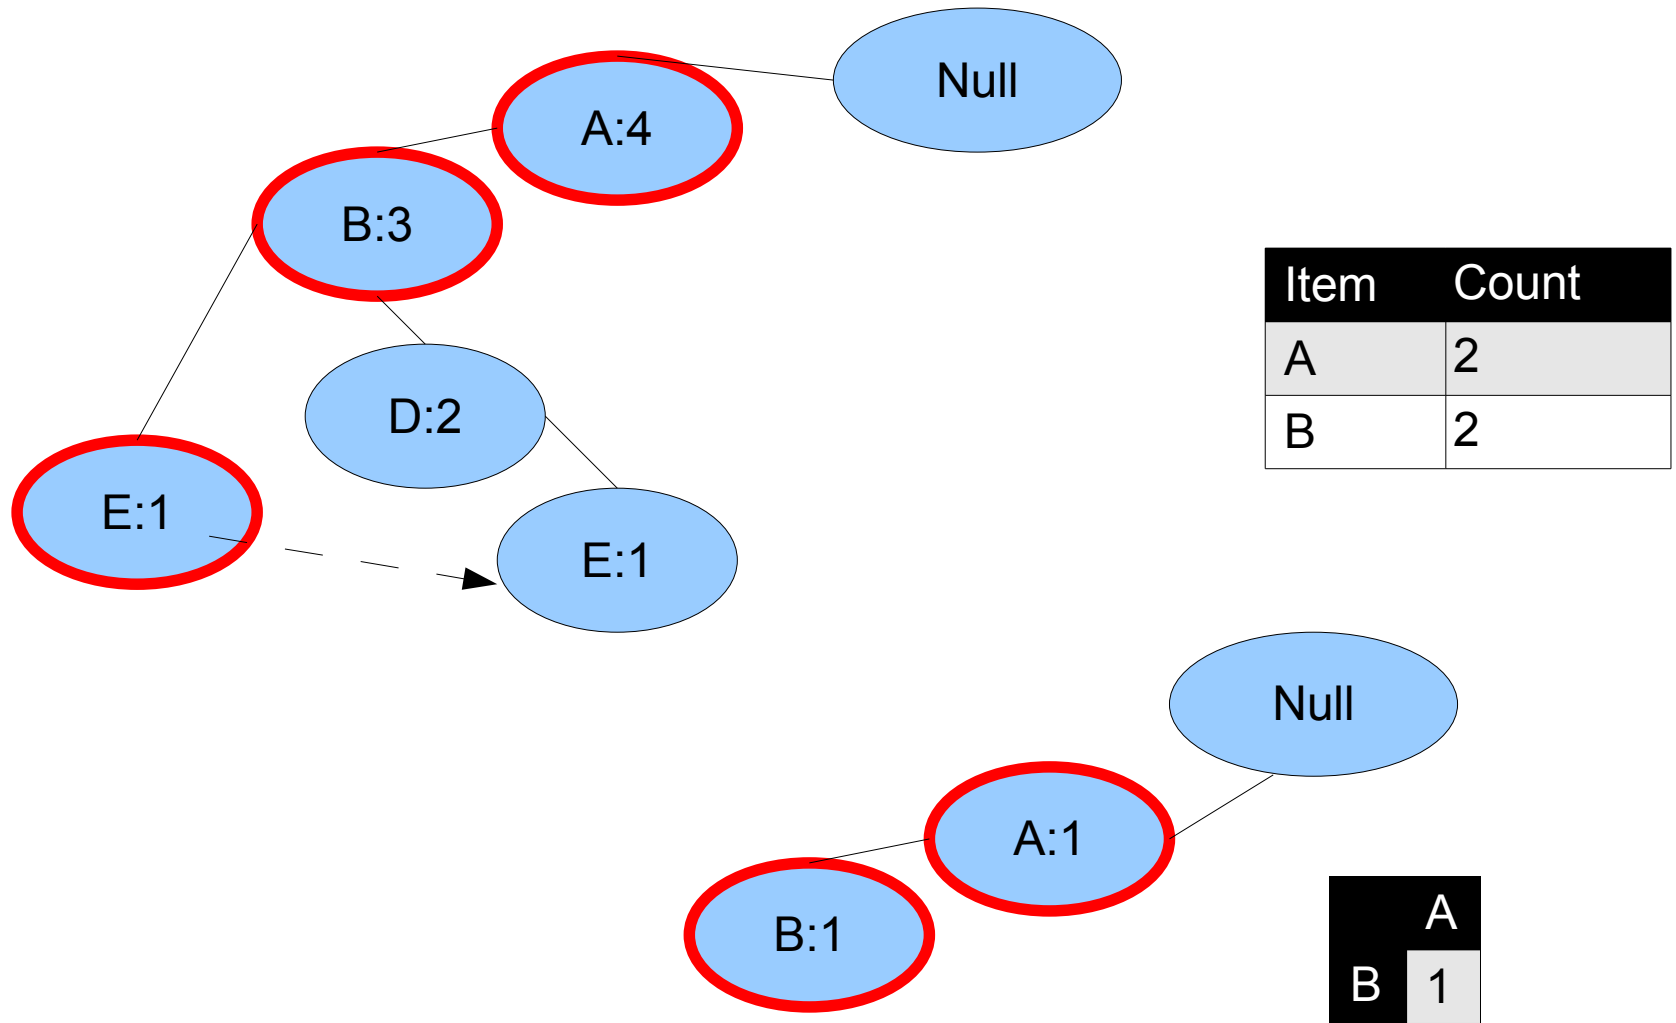 Null
A:4
B:3
Item Count
A 2
D:2
B 2
E:1
E:1
Null
A:1
A
B:1
B 1